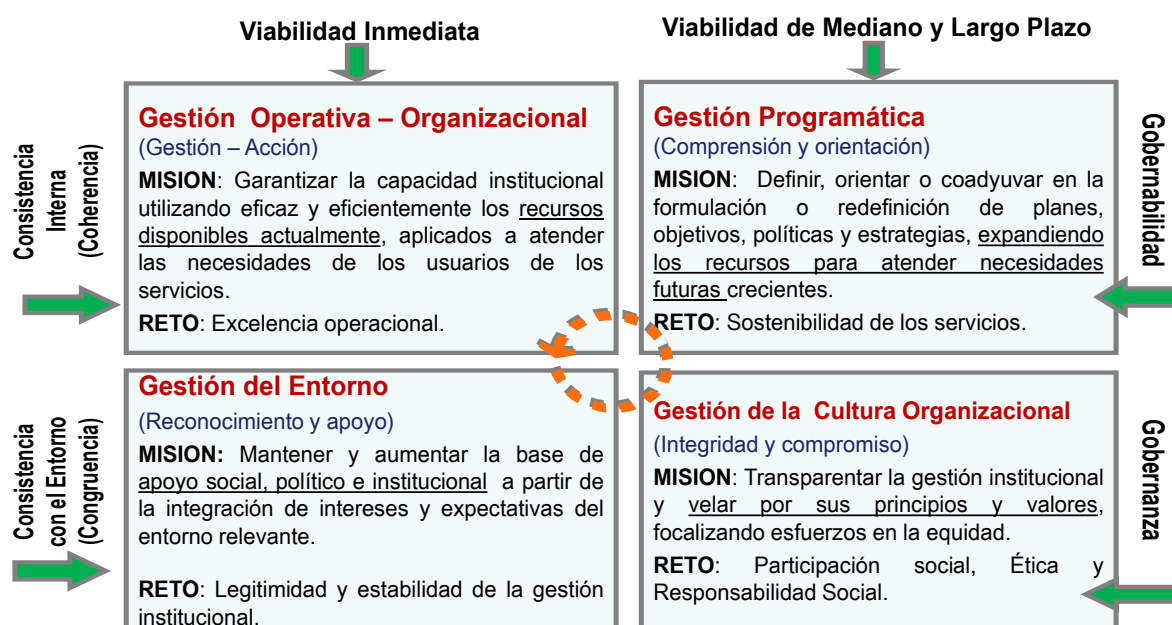 Viabilidad Inmediata
Viabilidad de Mediano y Largo Plazo
Consistencia
Interna
(Coherencia)
Gestión Operativa – Organizacional
(Gestión – Acción)
MISION: Garantizar la capacidad institucional
utilizando eficaz y eficientemente los recursos
disponibles actualmente, aplicados a atender
las necesidades de los usuarios de los
servicios.
RETO: Excelencia operacional.
Gestión Programática
(Comprensión y orientación)
MISION: Definir, orientar o coadyuvar en la
formulación o redefinición de planes,
objetivos, políticas y estrategias, expandiendo
los recursos para atender necesidades
futuras crecientes.
RETO: Sostenibilidad de los servicios.
Gobernabilidad
Consistencia
con el Entorno
(Congruencia)
Gestión del Entorno
(Reconocimiento y apoyo)
MISION: Mantener y aumentar la base de
apoyo social, político e institucional a partir de
la integración de intereses y expectativas del
entorno relevante.
RETO: Legitimidad y estabilidad de la gestión
institucional.
Gestión de la Cultura Organizacional
(Integridad y compromiso)
MISION: Transparentar la gestión institucional
y velar por sus principios y valores,
focalizando esfuerzos en la equidad.
RETO: Participación social, Ética y
Responsabilidad Social.
Gobernanza